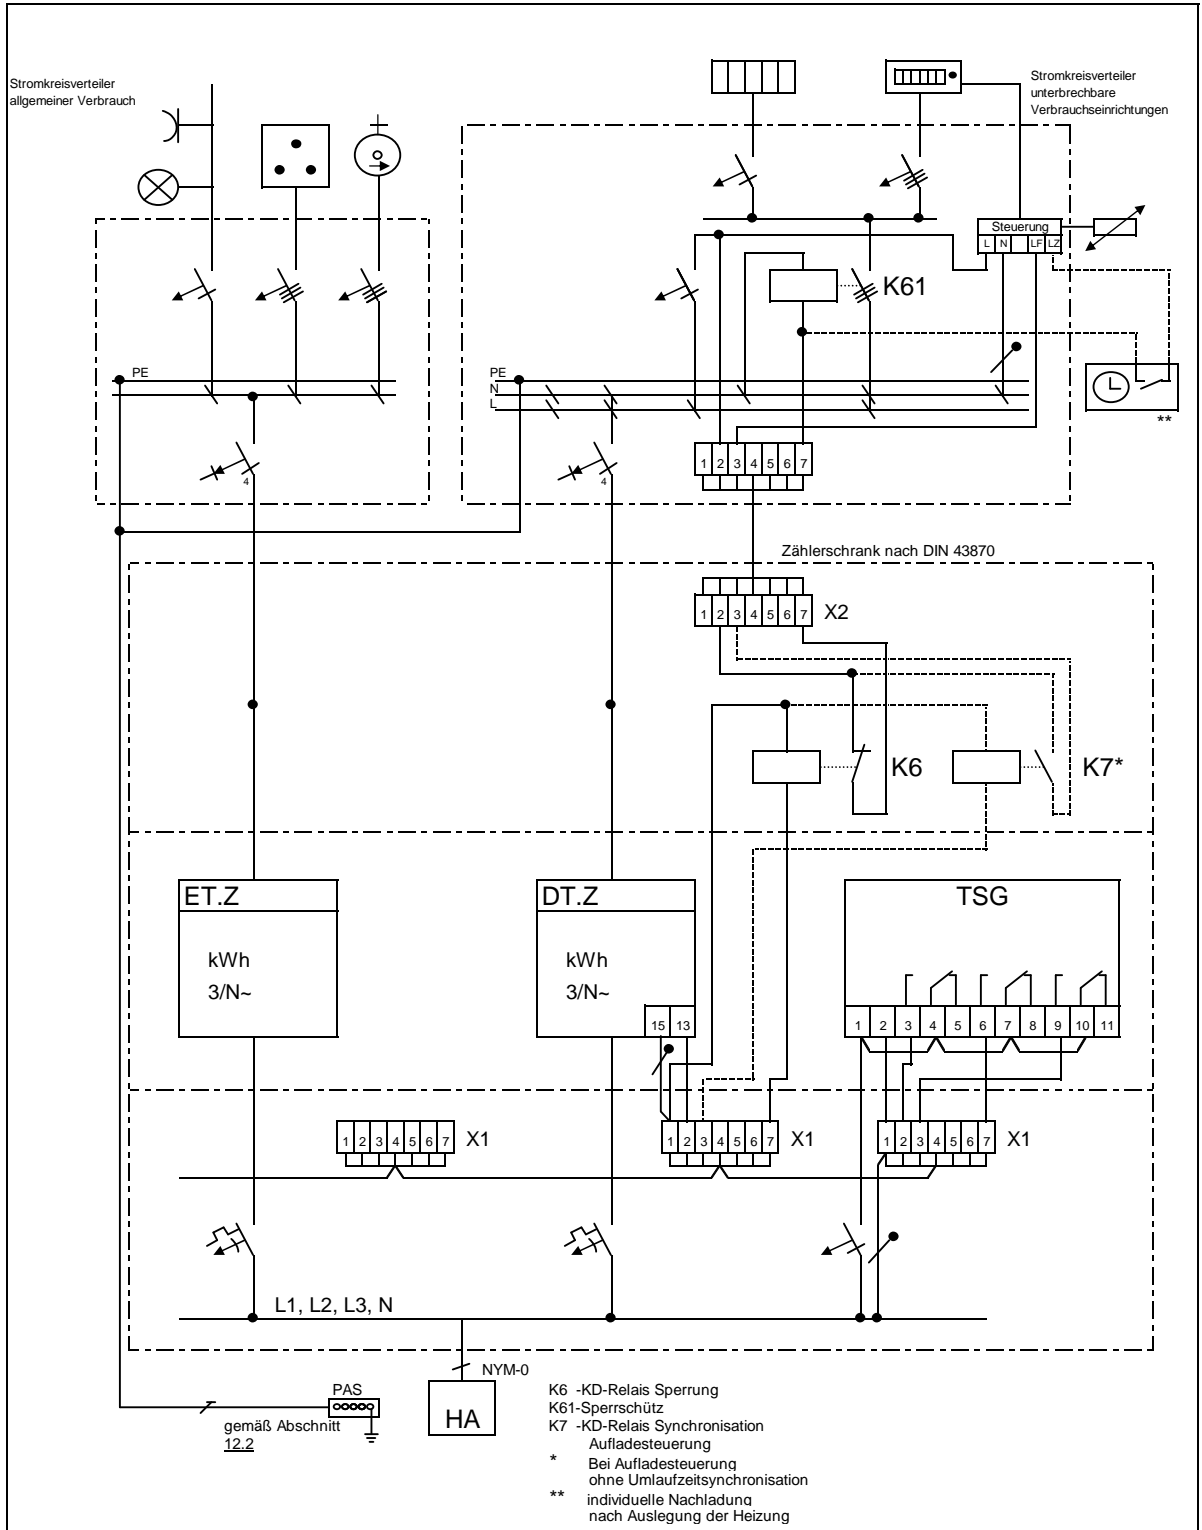 Stromkreisverteiler
allgemeiner Verbrauch
Stromkreisverteiler
unterbrechbare
Verbrauchseinrichtungen
Steuerung
L N LF LZ
K61
PE
PE
N
L
**
4
4
1 2 3 4 5 6 7
Zählerschrank nach DIN 43870
1 2 3 4 5 6 7
X2
K6
K7*
ET.Z
kWh
3/N~
DT.Z
kWh
3/N~
15 13
TSG
1 2 3 4 5 6 7 8 9 10 11
1 2 3 4 5 6 7
X1
1 2 3 4 5 6 7
X1
1 2 3 4 5 6 7
X1
L1, L2, L3, N
NYM-0
HA
PAS
gemäß Abschnitt
12.2
K6 -KD-Relais Sperrung
K61-Sperrschütz
K7 -KD-Relais Synchronisation
Aufladesteuerung
* Bei Aufladesteuerung
ohne Umlaufzeitsynchronisation
** individuelle Nachladung
nach Auslegung der Heizung